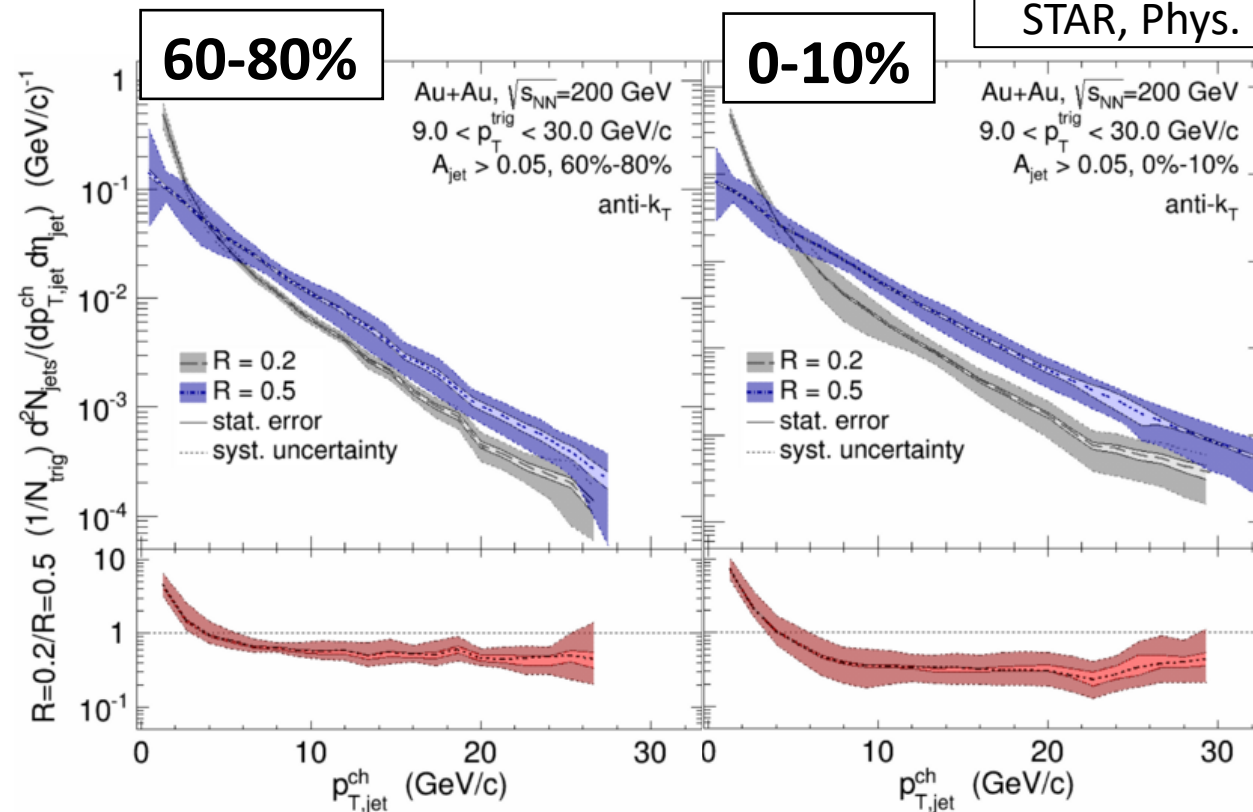 STAR, Phys.
60-80%
0-10%
Au+Au, √sNN=200 GeV
9.0 < pTtrig < 30.0 GeV/c
Ajet > 0.05, 60%-80%
anti-kT
Au+Au, √sNN=200 GeV
9.0 < pTtrig < 30.0 GeV/c
Ajet > 0.05, 0%-10%
anti-kT
(1/Ntrig) d2Njets/(dpchT,jet dηjet) (GeV/c)-1
1
10-1
10-2
10-3
10-4
R = 0.2
R = 0.5
stat. error
syst. uncertainty
R = 0.2
R = 0.5
stat. error
syst. uncertainty
R=0.2/R=0.5
10
1
10-1
0 10 20 30
0 10 20 30
pchT,jet (GeV/c)
pchT,jet (GeV/c)